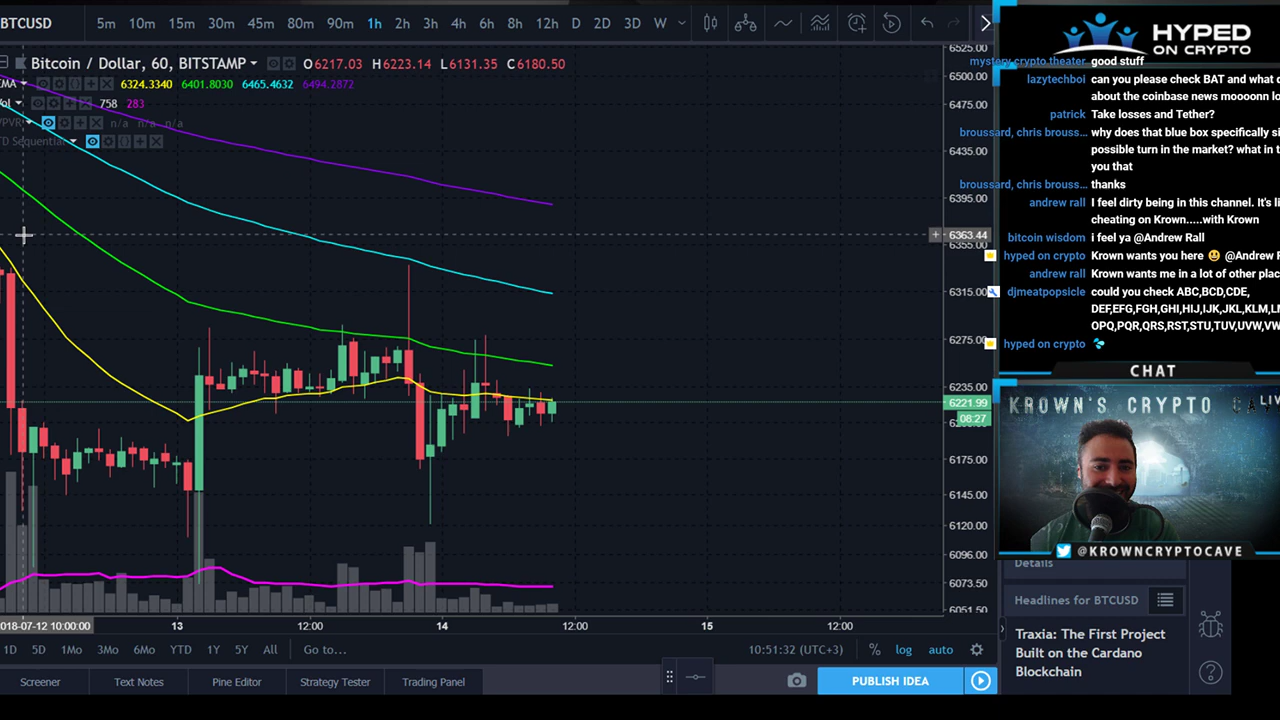 BTCUSD 5m 10m 15m 30m 45m 80m 90m 1h 2h 3h 4h 6h 8h 12h D 2D 3D W
Bitcoin / Dollar, 60, BITSTAMP O6217.03 H6223.14 L6131.35 C6180.50
6324.3340 6401.8030 6465.4632 6494.2872
758 283
n/a n/a n/a
Sequential
6525.00
6500.00
6475.00
6435.00
6395.00
6363.44
6355.00
6315.00
6275.00
6235.00
6221.99
08:27
6175.00
6145.00
6120.00
6096.00
6073.50
6051.50
018-07-12 10:00:00 13 12:00 14 12:00 15 12:00
1D 5D 1Mo 3Mo 6Mo YTD 1Y 5Y All Go to... 10:51:32 (UTC+3) % log auto
Screener Text Notes Pine Editor Strategy Tester Trading Panel PUBLISH IDEA
HYPED
ON CRYPTO
mystery crypto theater good stuff
lazytechboi can you please check BAT and what d
about the coinbase news moooonn lo
patrick Take losses and Tether?
broussard, chris brouss... why does that blue box specifically si
possible turn in the market? what in t
you that
broussard, chris brouss... thanks
andrew rall I feel dirty being in this channel. It's li
cheating on Krown.....with Krown
bitcoin wisdom i feel ya @Andrew Rall
hyped on crypto Krown wants you here 😃 @Andrew
andrew rall Krown wants me in a lot of other plac
djmeatpopsicle could you check ABC,BCD,CDE,
DEF,EFG,FGH,GHI,HIJ,IJK,JKL,KLM,LM
OPQ,PQR,QRS,RST,STU,TUV,UVW,VW
hyped on crypto
CHAT
KROWN'S CRYPTO CAVE
LIV
@KROWNCRYPTOCAVE
Details
Headlines for BTCUSD
Traxia: The First Project
Built on the Cardano
Blockchain